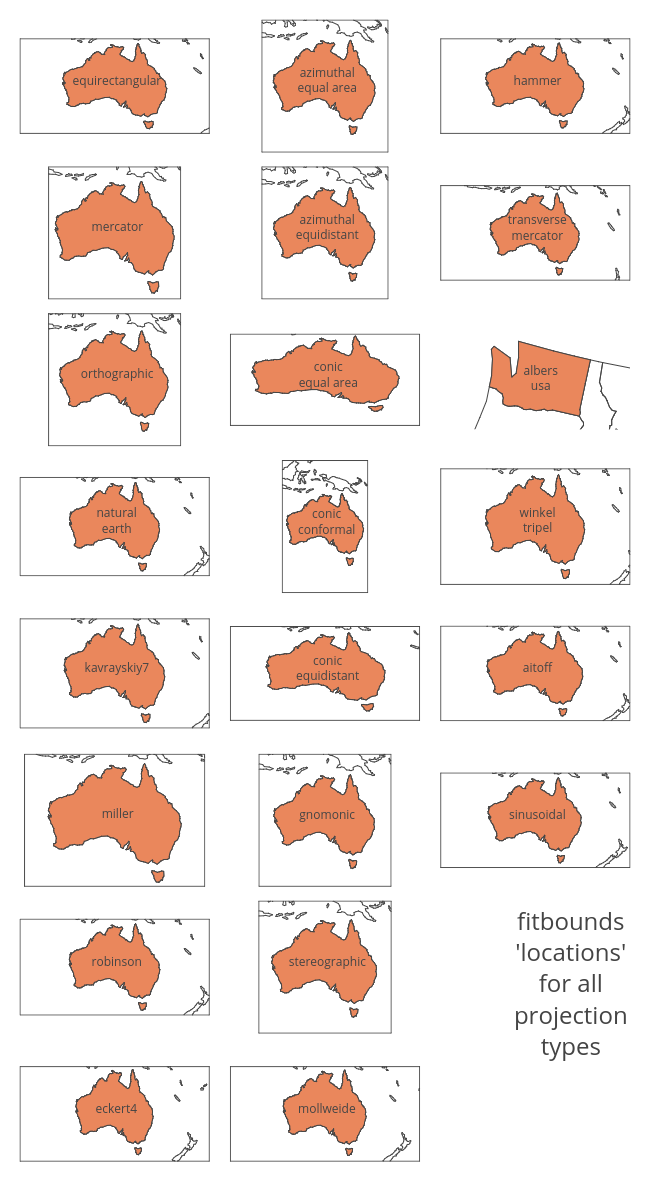 equirectangular
azimuthal
equal area
hammer
mercator
azimuthal
equidistant
transverse
mercator
orthographic
conic
equal area
albers
usa
natural
earth
conic
conformal
winkel
tripel
kavrayskiy7
conic
equidistant
aitoff
miller
gnomonic
sinusoidal
robinson
stereographic
fitbounds
'locations'
for all
projection
types
eckert4
mollweide